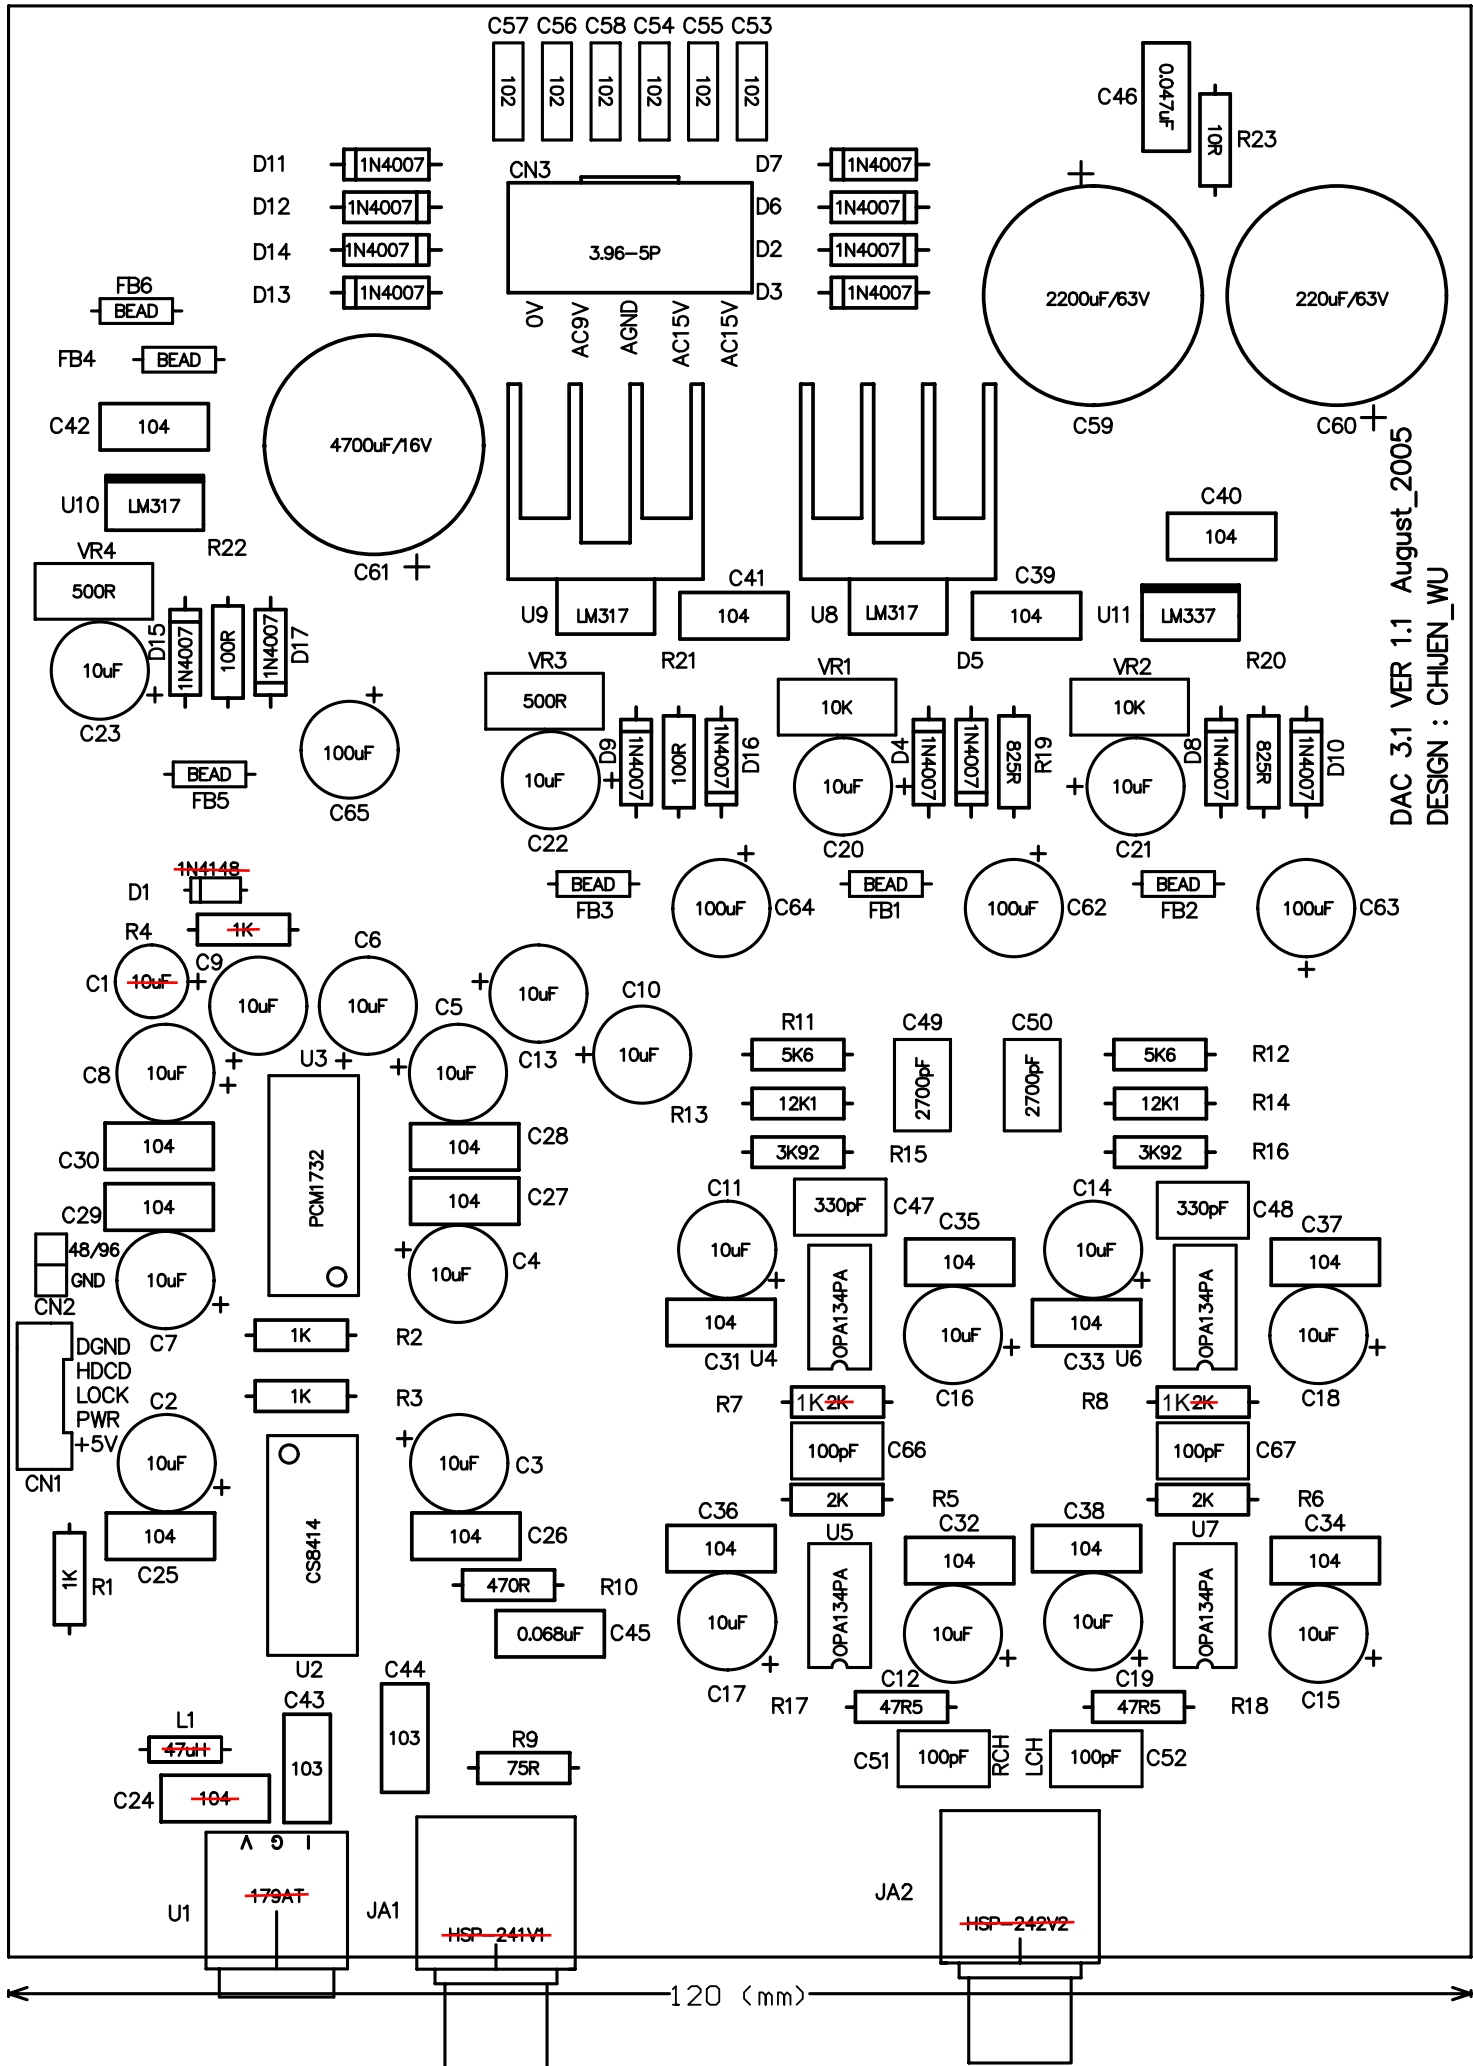 C57 C56 C58 C54 C55 C53
102 102 102 102 102 102
C46 0.047uF
10R R23
D11 1N4007
D12 1N4007
D14 1N4007
D13 1N4007
CN3
3.96-5P
0V AC9V AGND AC15V AC15V
D7 1N4007
D6 1N4007
D2 1N4007
D3 1N4007
2200uF/63V
C59
220uF/63V
C60
FB6
BEAD
FB4 BEAD
C42 104
U10 LM317
4700uF/16V
C61
R22
VR4
500R
10uF
C23
D15 1N4007
100R
1N4007 D17
BEAD
FB5
100uF
C65
U9 LM317
C41
104
R21
U8 LM317
C39
104
D5
C40
104
U11 LM337
R20
DAC 3.1 VER 1.1 August_2005
DESIGN : CHIJEN_WU
VR3
500R
10uF
C22
D9 1N4007
100R
1N4007 D16
VR1
10K
10uF
C20
D4 1N4007
1N4007
825R R19
VR2
10K
10uF
C21
D8 1N4007
825R
1N4007 D10
BEAD
FB3
100uF C64
BEAD
FB1
100uF C62
BEAD
FB2
100uF C63
1N4148
D1
R4 1K
C1 10uF
C9 10uF
C6
10uF
C5
10uF
10uF
C13
C10
10uF
R13
C8 10uF
U3
PCM1732
C30 104
104 C28
C29 104
104 C27
48/96
GND
CN2
10uF
C7
10uF C4
1K R2
1K R3
DGND
HDCD
LOCK
PWR
+5V
CN1
C2
10uF
104
C25
1K R1
CS8414
U2
10uF C3
104 C26
470R R10
0.068uF C45
R11
5K6
12K1
3K92 R15
C49
2700pF
C50
2700pF
5K6 R12
12K1 R14
3K92 R16
C11
10uF
104
C31
330pF C47
U4 OPA134PA
C35
104
10uF
C16
C14
10uF
104
C33
330pF C48
U6 OPA134PA
C37
104
10uF
C18
R7 1K 2K
100pF C66
2K R5
R8 1K 2K
100pF C67
2K R6
C36
104
10uF
C17
U5
OPA134PA
C32
104
10uF
C12
C38
104
10uF
C19
U7
OPA134PA
C34
104
10uF
C15
R17 47R5
47R5 R18
C51 100pF RCH
LCH 100pF C52
L1
47uH
C24 104
C43
103
C44
103
R9
75R
V G I
179AT
U1
JA1
HSP-241V1
JA2
HSP-242V2
120 (mm)